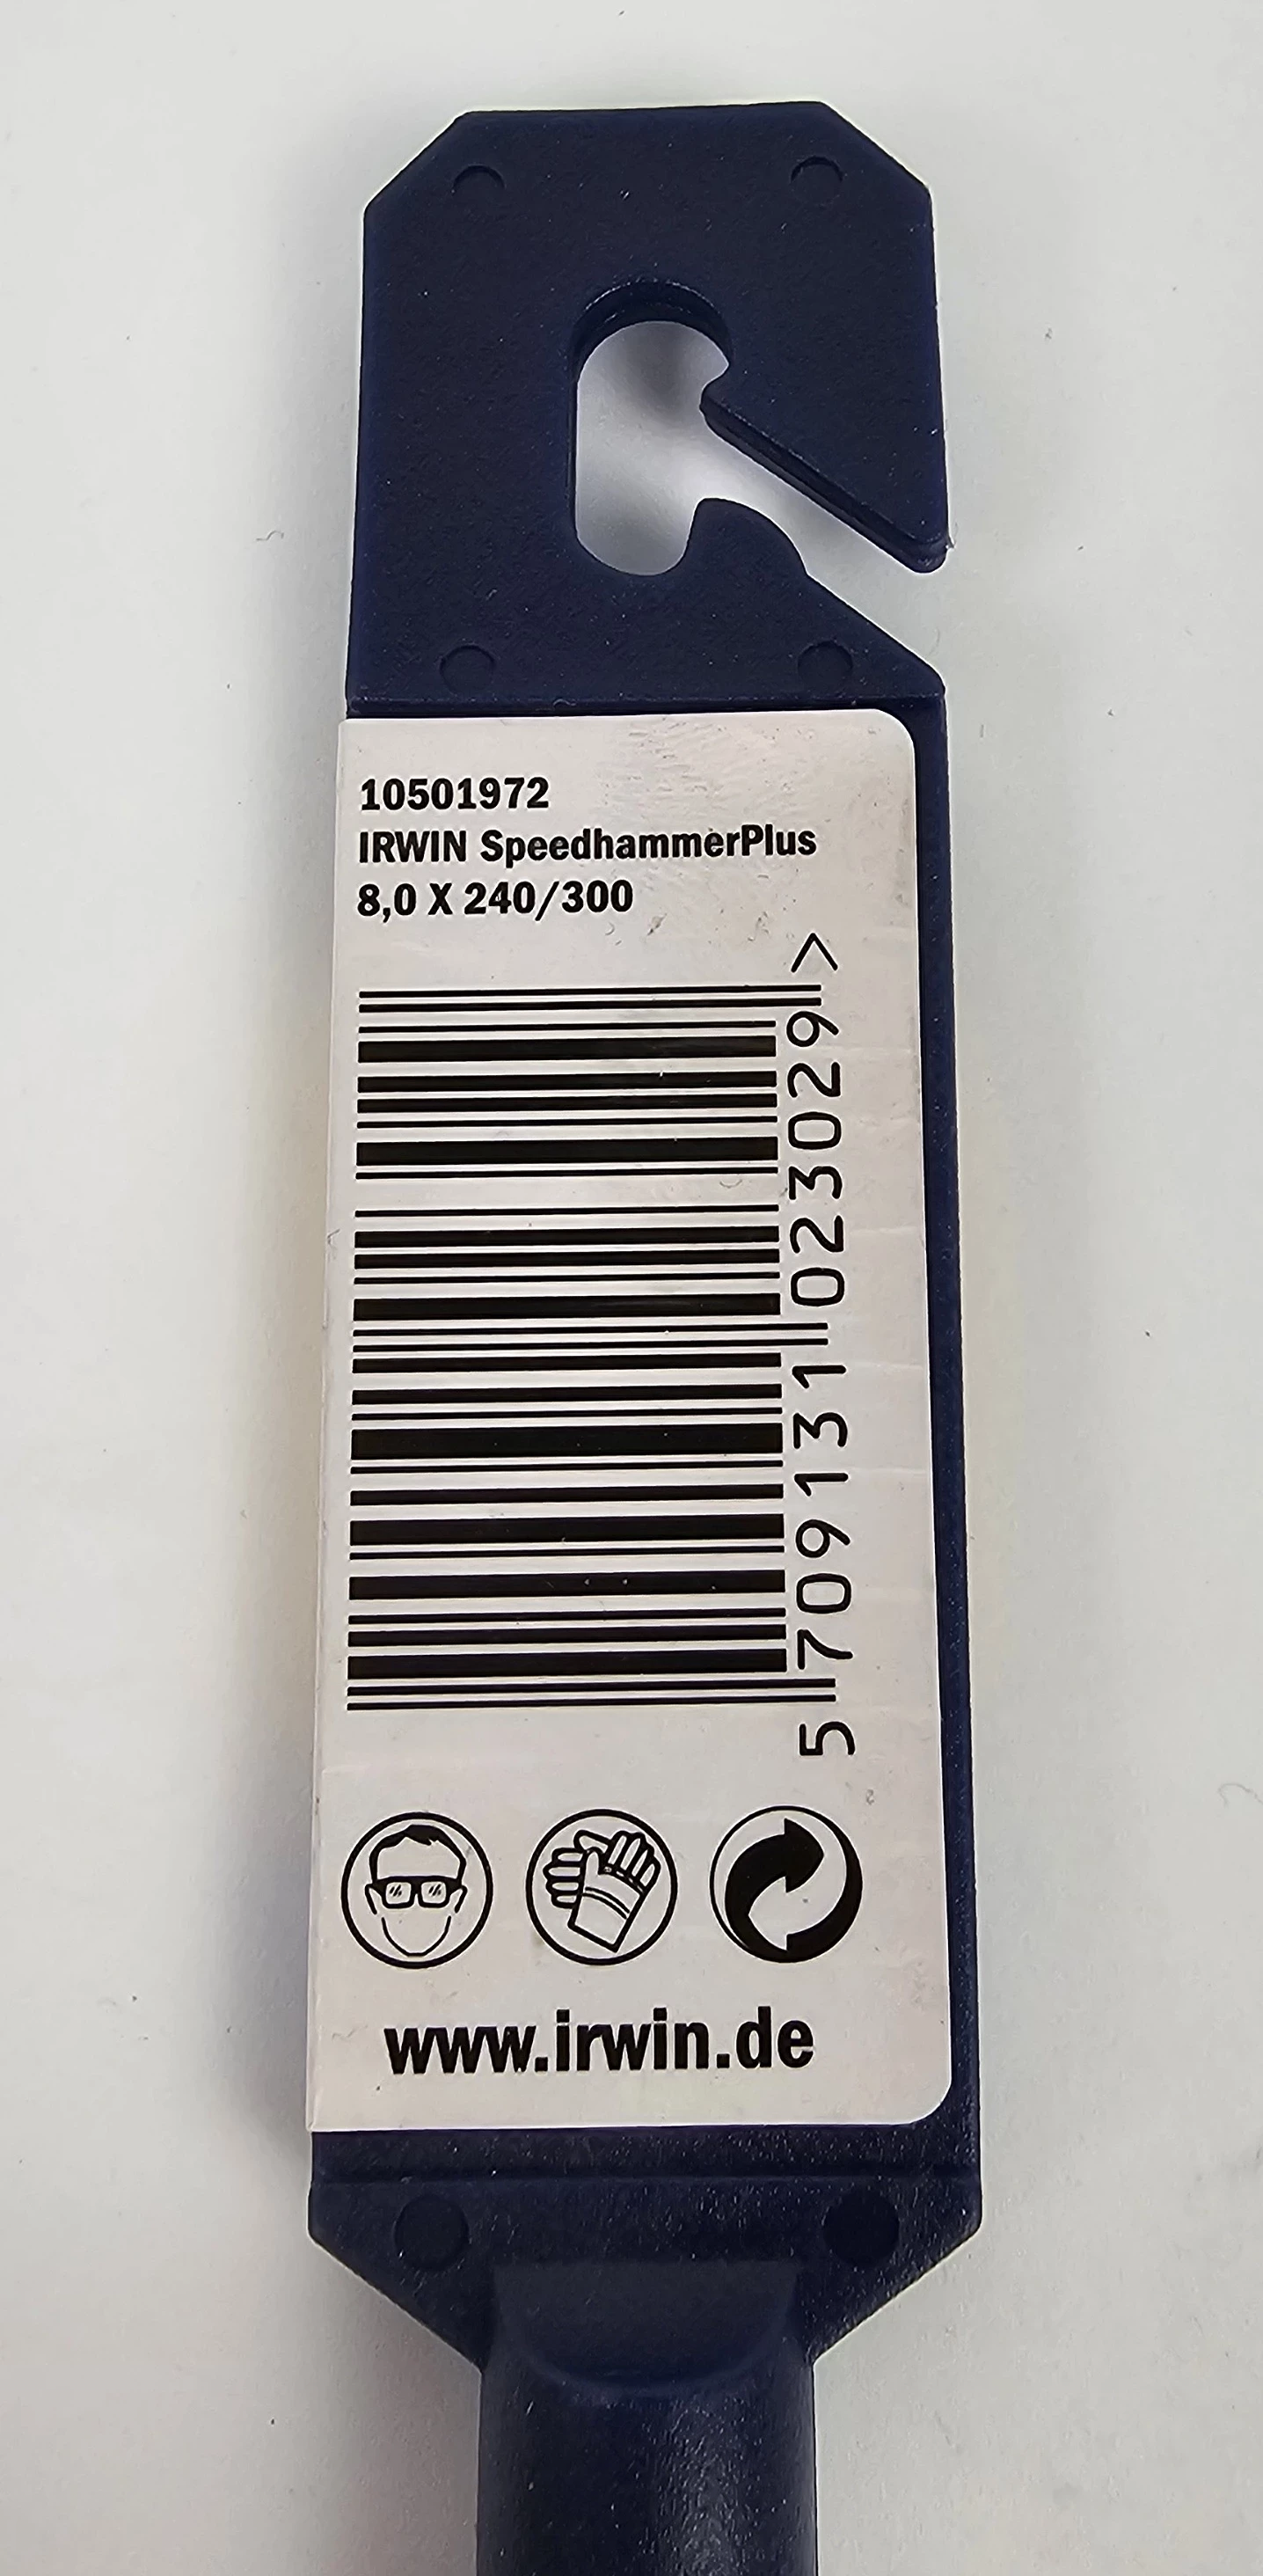 10501972
IRWIN SpeedhammerPlus
8,0 X 240/300
5 709131 023029 >
www.irwin.de